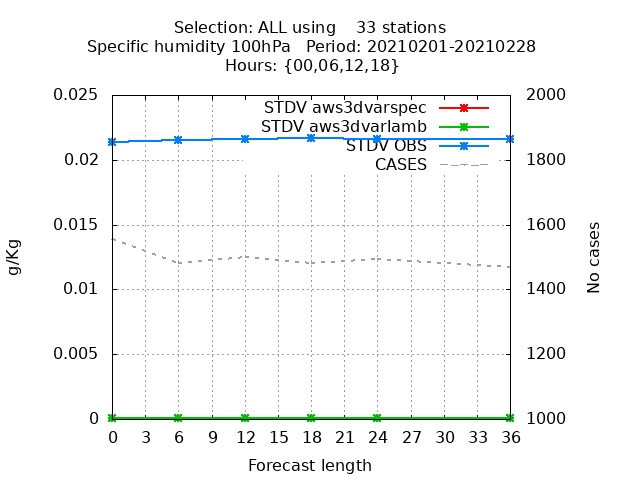 Selection: ALL using    33 stations
Specific humidity 100hPa   Period: 20210201-20210228
Hours: {00,06,12,18}
STDV aws3dvarspec
STDV aws3dvarlamb
STDV OBS
CASES
0.025
0.02
0.015
0.01
0.005
0
g/Kg
2000
1800
1600
1400
1200
1000
No cases
0 3 6 9 12 15 18 21 24 27 30 33 36
Forecast length